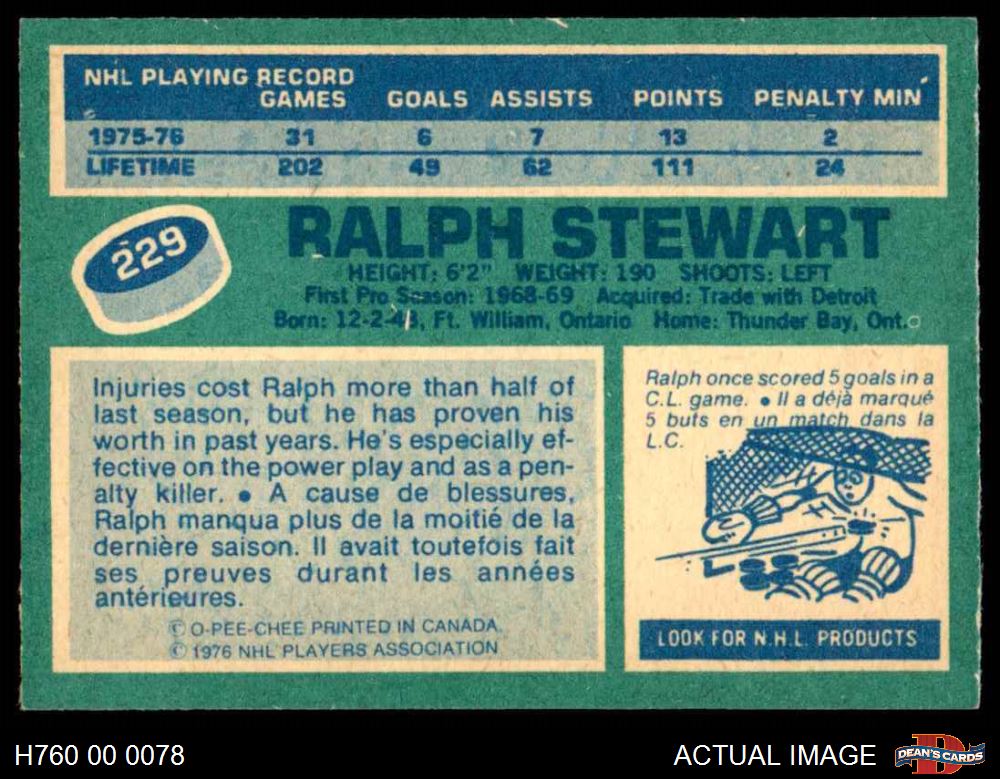 NHL PLAYING RECORD
GAMES GOALS ASSISTS POINTS PENALTY MIN
1975-76 31 6 7 13 2
LIFETIME 202 49 62 111 24
229
RALPH STEWART
HEIGHT: 6'2" WEIGHT: 190 SHOOTS: LEFT
First Pro Season: 1968-69 Acquired: Trade with Detroit
Born: 12-2-48, Ft. William, Ontario Home: Thunder Bay, Ont.
Injuries cost Ralph more than half of
last season, but he has proven his
worth in past years. He's especially ef-
fective on the power play and as a pen-
alty killer. • A cause de blessures,
Ralph manqua plus de la moitié de la
dernière saison. Il avait toutefois fait
ses preuves durant les années
antérieures.
© O-PEE-CHEE PRINTED IN CANADA
© 1976 NHL PLAYERS ASSOCIATION
Ralph once scored 5 goals in a
C.L. game. • Il a déjà marqué
5 buts en un match dans la
L.C.
LOOK FOR N.H.L. PRODUCTS
H760 00 0078
ACTUAL IMAGE
DEAN'S CARDS